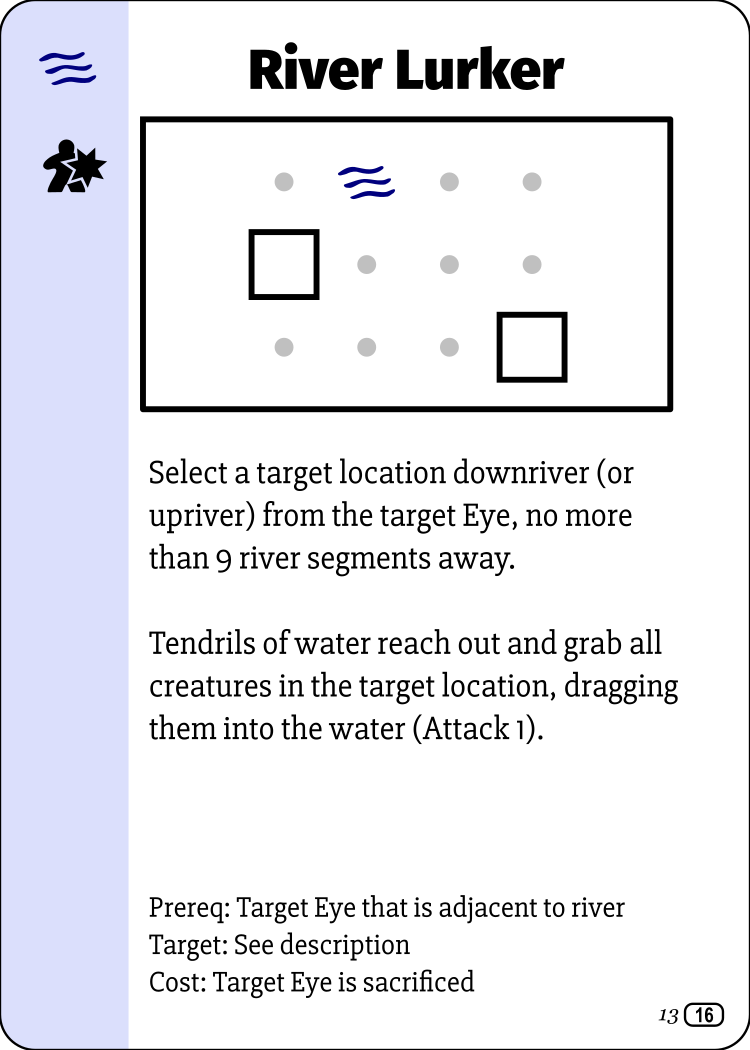 River Lurker
Select a target location downriver (or
upriver) from the target Eye, no more
than 9 river segments away.
Tendrils of water reach out and grab all
creatures in the target location, dragging
them into the water (Attack 1).
Prereq: Target Eye that is adjacent to river
Target: See description
Cost: Target Eye is sacrificed
13 16